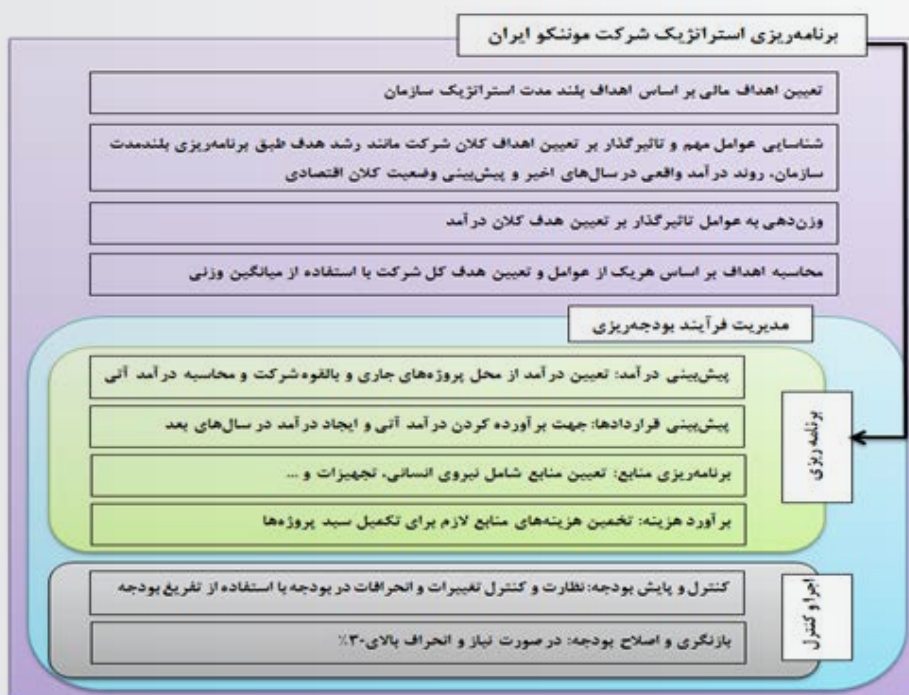 برنامه‌ریزی استراتژیک شرکت موننکو ایران
تعیین اهداف مالی بر اساس اهداف بلند مدت استراتژیک سازمان
شناسایی عوامل مهم و تاثیرگذار بر تعیین اهداف کلان شرکت مانند رشد هدف طبق برنامه‌ریزی بلندمدت
سازمان، روند درآمد واقعی در سال‌های اخیر و پیش‌بینی وضعیت کلان اقتصادی
وزن‌دهی به عوامل تاثیرگذار بر تعیین هدف کلان درآمد
محاسبه اهداف بر اساس هریک از عوامل و تعیین هدف کل شرکت با استفاده از میانگین وزنی
مدیریت فرآیند بودجه‌ریزی
برنامه‌ریزی
پیش‌بینی درآمد: تعیین درآمد از محل پروژه‌های جاری و بالقوه شرکت و محاسبه درآمد آتی
پیش‌بینی قراردادها: جهت برآورده کردن درآمد آتی و ایجاد درآمد در سال‌های بعد
برنامه‌ریزی منابع: تعیین منابع شامل نیروی انسانی، تجهیزات و ...
برآورد هزینه: تخمین هزینه‌های منابع لازم برای تکمیل سبد پروژه‌ها
اجرا و کنترل
کنترل و پایش بودجه: نظارت و کنترل تغییرات و انحرافات در بودجه با استفاده از تفریغ بودجه
بازنگری و اصلاح بودجه: در صورت نیاز و انحراف بالای ۳۰٪